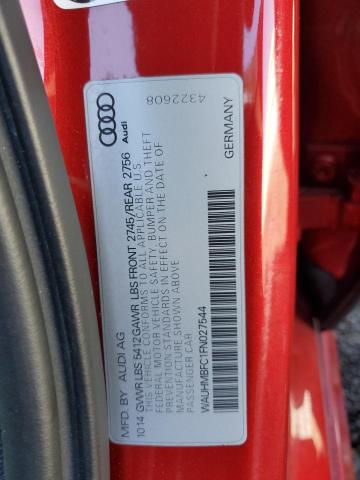 4322608
Audi
GERMANY
MFD. BY AUDI AG
10 14 GVWR LBS 5412 GAWR LBS FRONT 2745/REAR 2756
THIS VEHICLE CONFORMS TO ALL APPLICABLE
FEDERAL MOTOR VEHICLE SAFETY, BUMPER AND THEFT
PREVENTION STANDARDS IN EFFECT ON THE DATE OF
MANUFACTURE SHOWN ABOVE
PASSENGER CAR
WAUHMBFC1FN027544